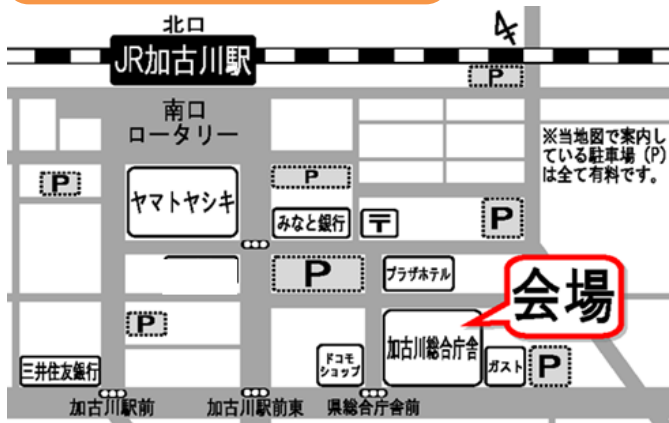 北口
JR加古川駅
P
南口
ロータリー
※当地図で案内し
ている駐車場（P）
は全て有料です。
P
ヤマトヤシキ
P
みなと銀行
〒
P
P
プラザホテル
会場
P
三井住友銀行
ドコモ
ショップ
加古川総合庁舎
ガスト
P
加古川駅前
加古川駅前東
県総合庁舎前